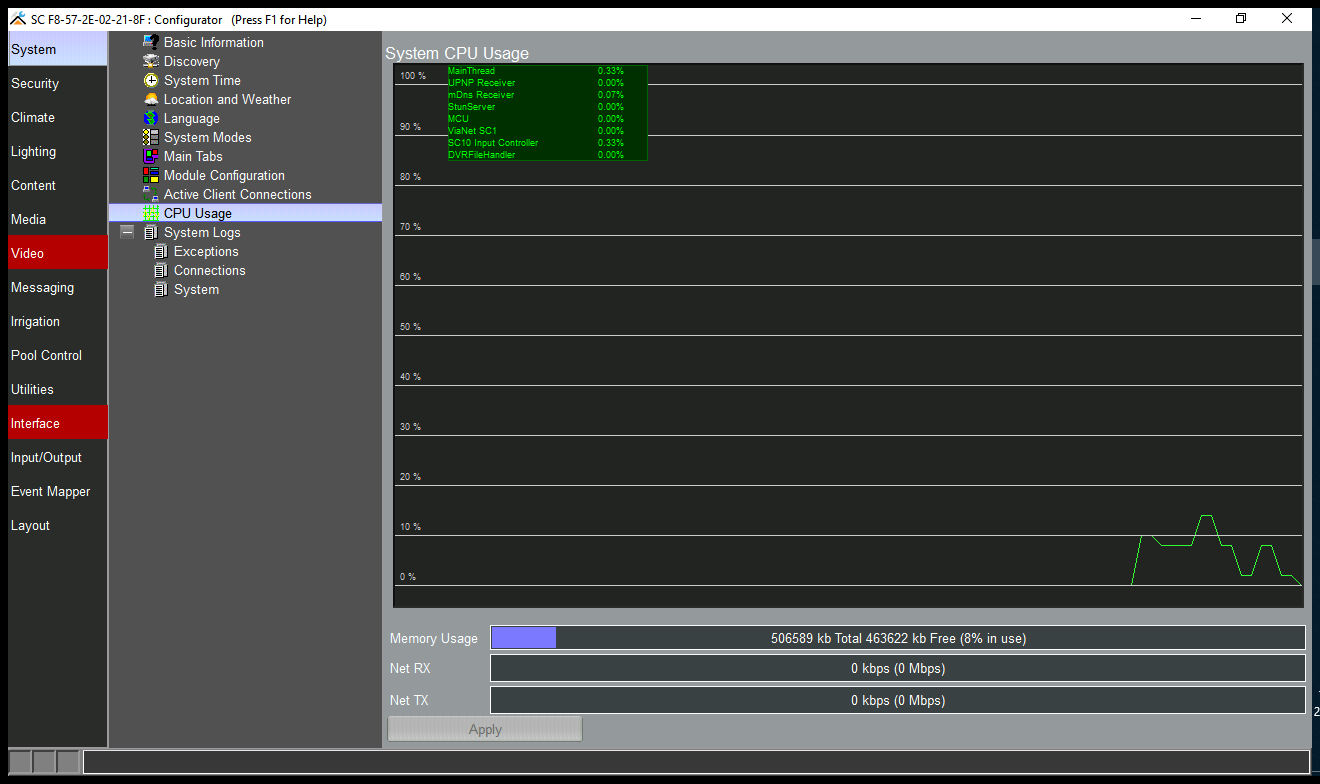 SC F8-57-2E-02-21-8F : Configurator (Press F1 for Help)
System
Security
Climate
Lighting
Content
Media
Video
Messaging
Irrigation
Pool Control
Utilities
Interface
Input/Output
Event Mapper
Layout
Basic Information
Discovery
System Time
Location and Weather
Language
System Modes
Main Tabs
Module Configuration
Active Client Connections
CPU Usage
System Logs
Exceptions
Connections
System
System CPU Usage
MainThread 0.33%
UPNP Receiver 0.00%
mDns Receiver 0.07%
StunServer 0.00%
MCU 0.00%
ViaNet SC1 0.00%
SC10 Input Controller 0.33%
DVRFileHandler 0.00%
100 %
90 %
80 %
70 %
60 %
50 %
40 %
30 %
20 %
10 %
0 %
Memory Usage 506589 kb Total 463622 kb Free (8% in use)
Net RX 0 kbps (0 Mbps)
Net TX 0 kbps (0 Mbps)
Apply